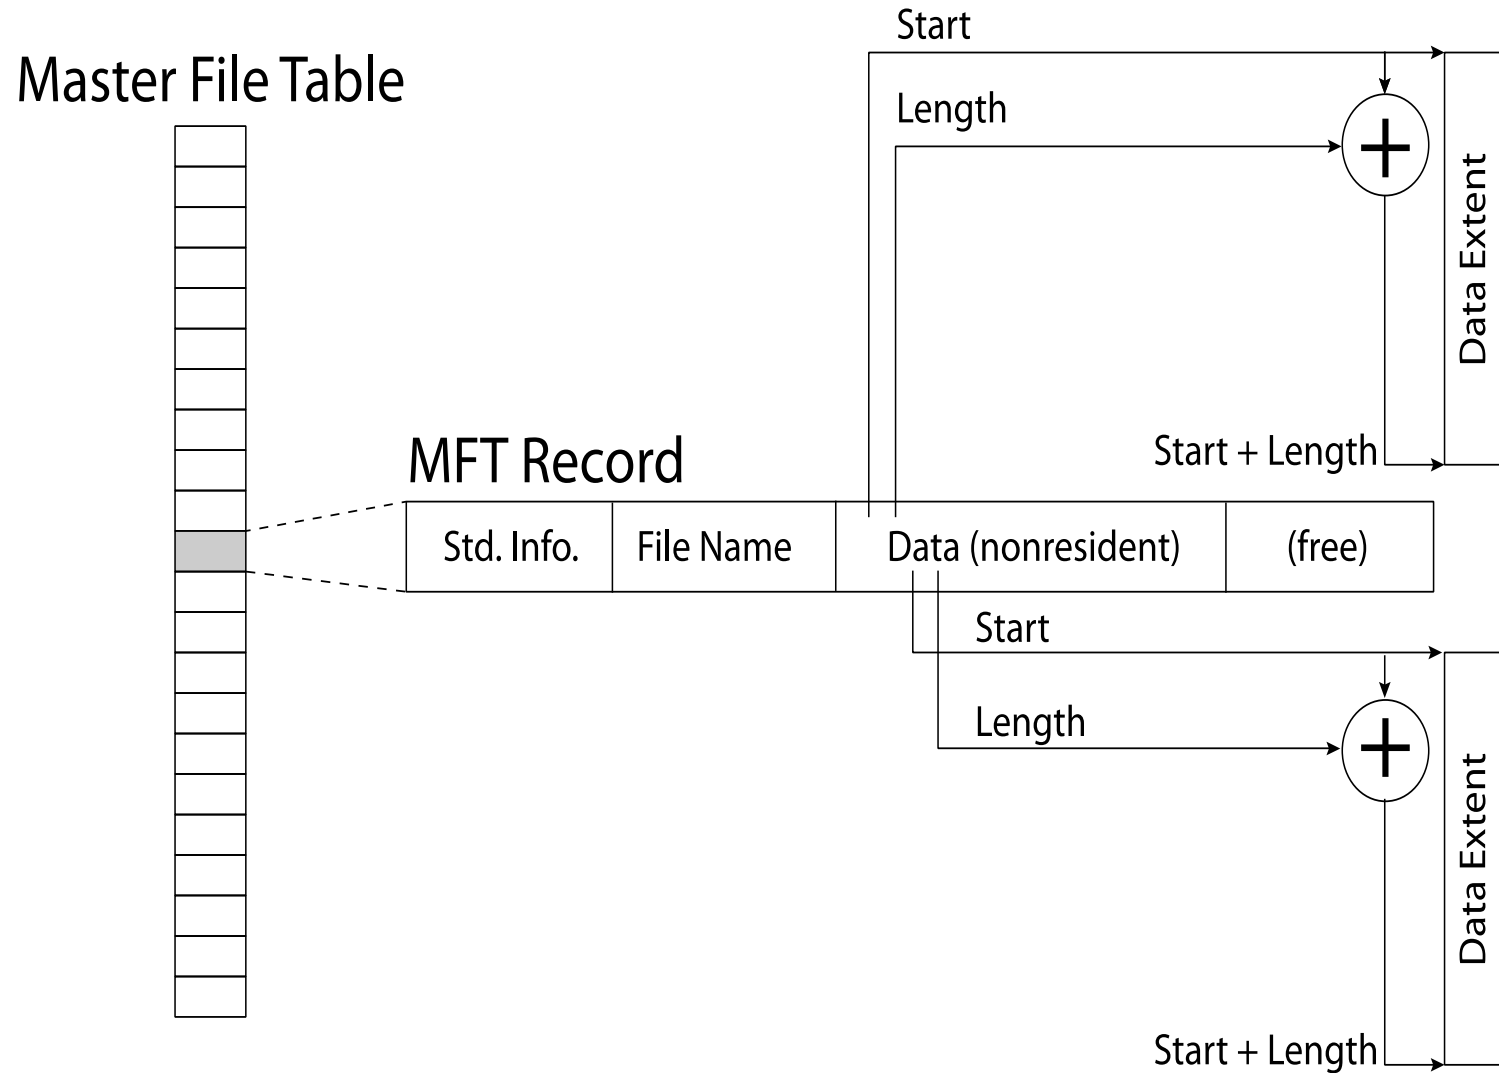 Start
Master File Table
Length
Data Extent
Start + Length
MFT Record
Std. Info.
File Name
Data (nonresident)
(free)
Start
Length
Data Extent
Start + Length